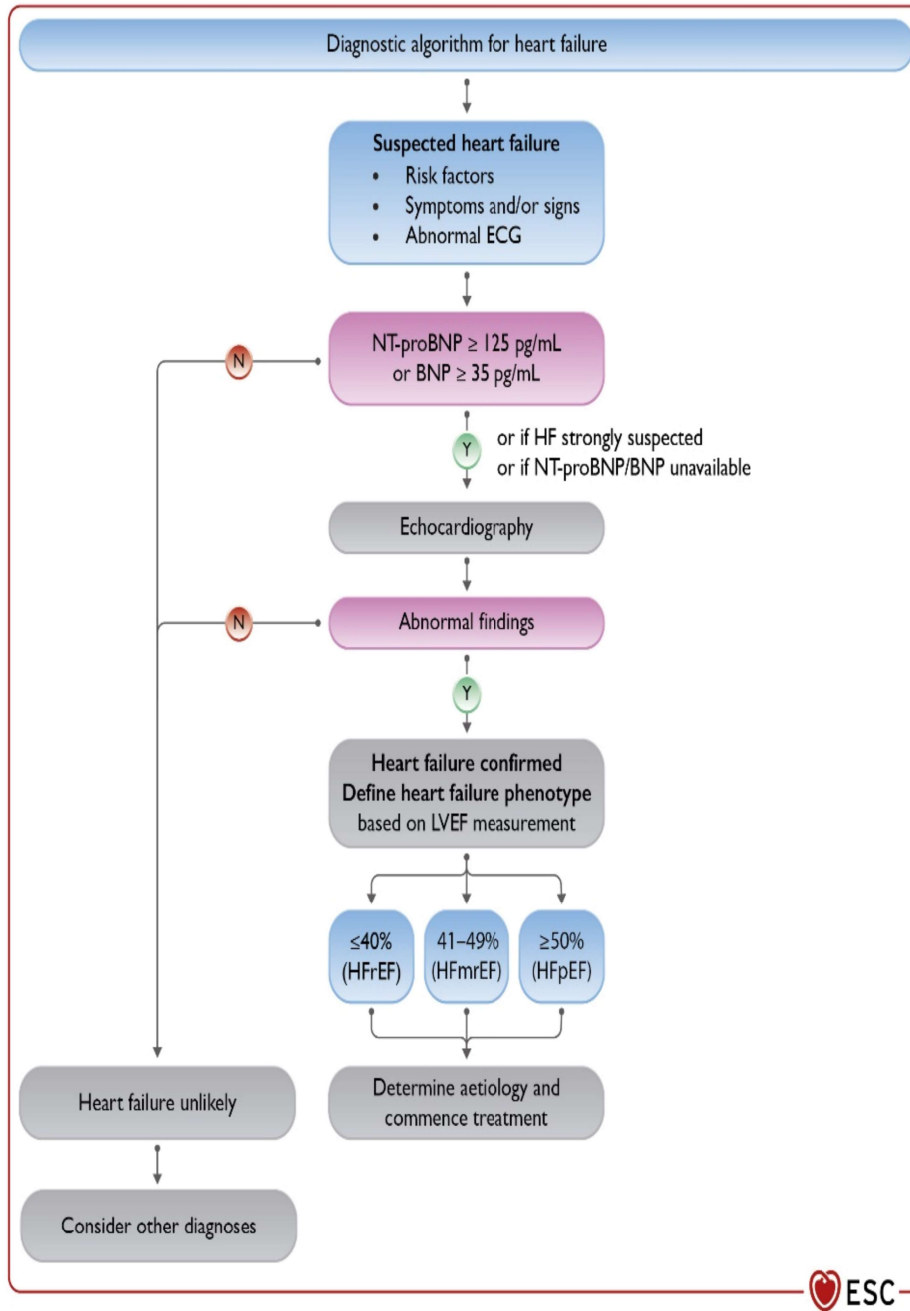 Diagnostic algorithm for heart failure
Suspected heart failure
• Risk factors
• Symptoms and/or signs
• Abnormal ECG
NT-proBNP ≥ 125 pg/mL
or BNP ≥ 35 pg/mL
N
Y
or if HF strongly suspected
or if NT-proBNP/BNP unavailable
Echocardiography
Abnormal findings
N
Y
Heart failure confirmed
Define heart failure phenotype
based on LVEF measurement
≤40%
(HFrEF)
41–49%
(HFmrEF)
≥50%
(HFpEF)
Determine aetiology and
commence treatment
Heart failure unlikely
Consider other diagnoses
ESC